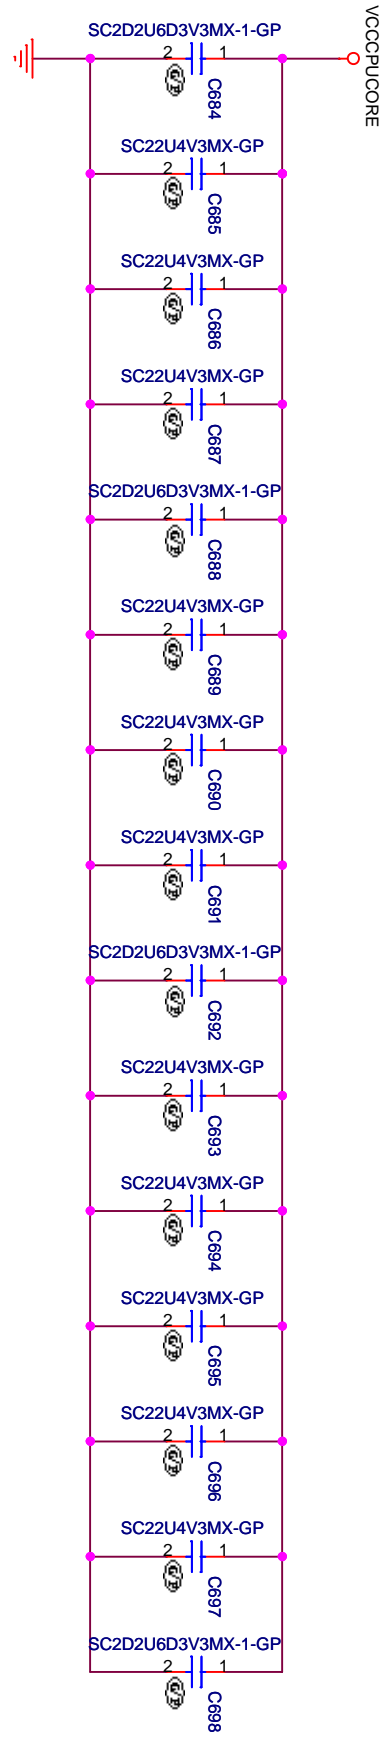 VCCCPUCORE
SC2D2U6D3V3MX-1-GP
2 1
G/P
C684
SC22U4V3MX-GP
2 1
G/P
C685
SC22U4V3MX-GP
2 1
G/P
C686
SC22U4V3MX-GP
2 1
G/P
C687
SC2D2U6D3V3MX-1-GP
2 1
G/P
C688
SC22U4V3MX-GP
2 1
G/P
C689
SC22U4V3MX-GP
2 1
G/P
C690
SC22U4V3MX-GP
2 1
G/P
C691
SC2D2U6D3V3MX-1-GP
2 1
G/P
C692
SC22U4V3MX-GP
2 1
G/P
C693
SC22U4V3MX-GP
2 1
G/P
C694
SC22U4V3MX-GP
2 1
G/P
C695
SC22U4V3MX-GP
2 1
G/P
C696
SC22U4V3MX-GP
2 1
G/P
C697
SC2D2U6D3V3MX-1-GP
2 1
G/P
C698